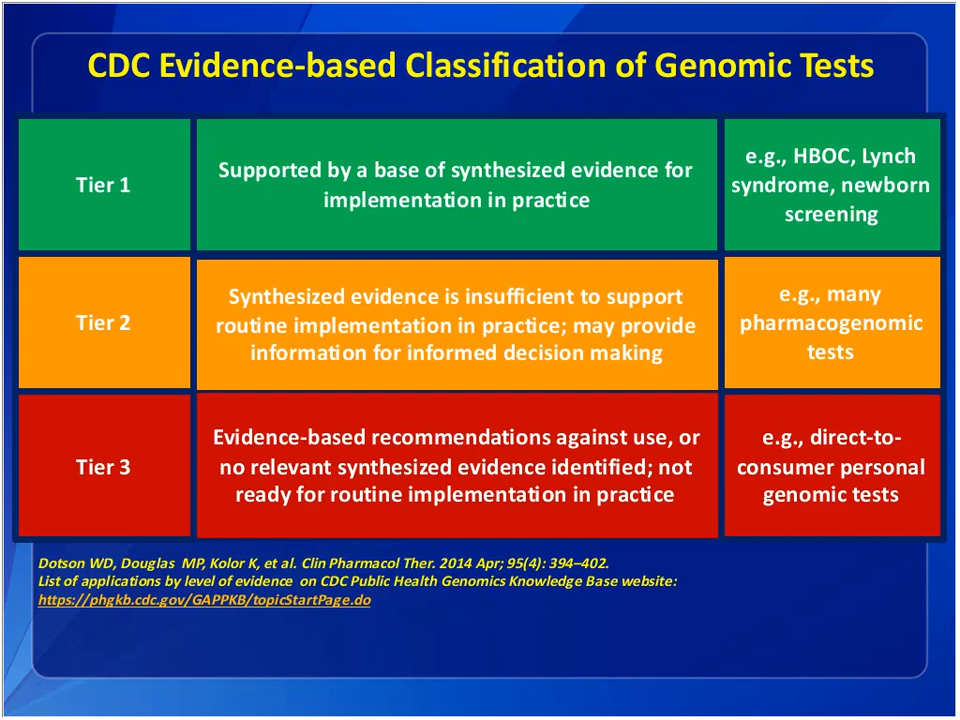 CDC Evidence-based Classification of Genomic Tests
Tier 1
Supported by a base of synthesized evidence for
implementation in practice
e.g., HBOC, Lynch
syndrome, newborn
screening
Tier 2
Synthesized evidence is insufficient to support
routine implementation in practice; may provide
information for informed decision making
e.g., many
pharmacogenomic
tests
Tier 3
Evidence-based recommendations against use, or
no relevant synthesized evidence identified; not
ready for routine implementation in practice
e.g., direct-to-
consumer personal
genomic tests
Dotson WD, Douglas MP, Kolor K, et al. Clin Pharmacol Ther. 2014 Apr; 95(4): 394–402.
List of applications by level of evidence on CDC Public Health Genomics Knowledge Base website:
https://phgkb.cdc.gov/GAPPKB/topicStartPage.do